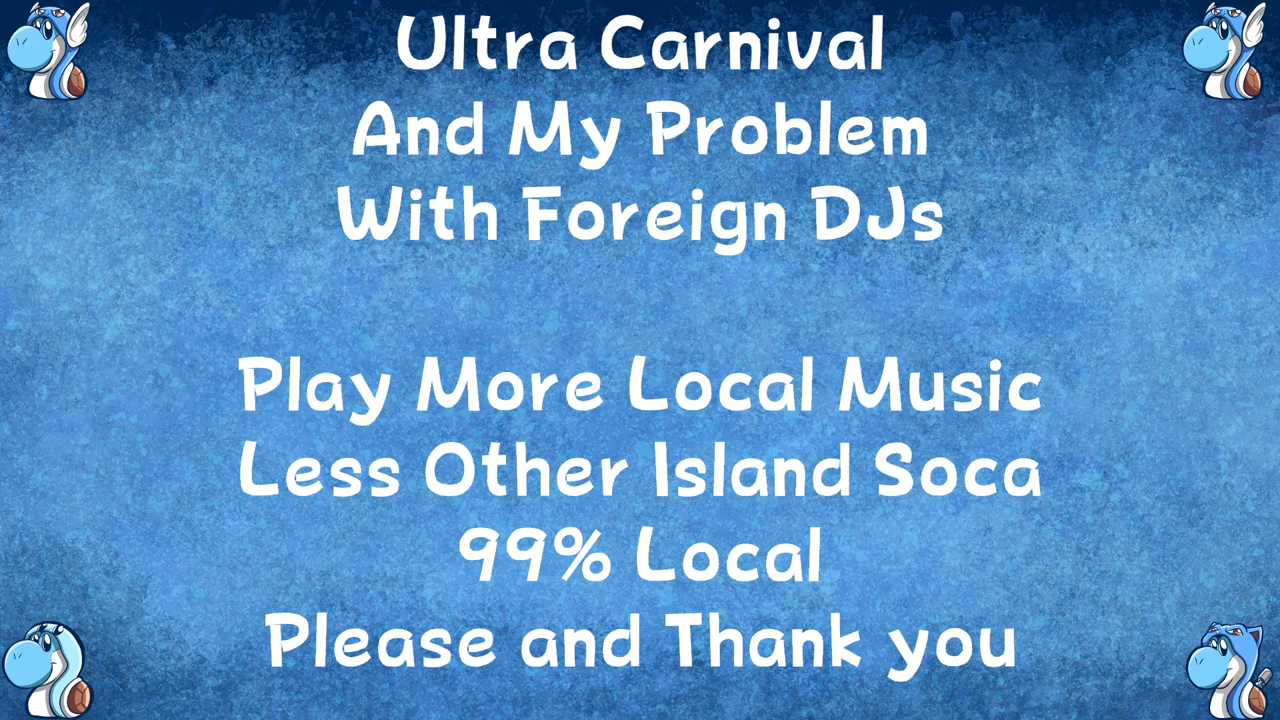 Ultra Carnival
And My Problem
With Foreign DJs
Play More Local Music
Less Other Island Soca
99% Local
Please and Thank you